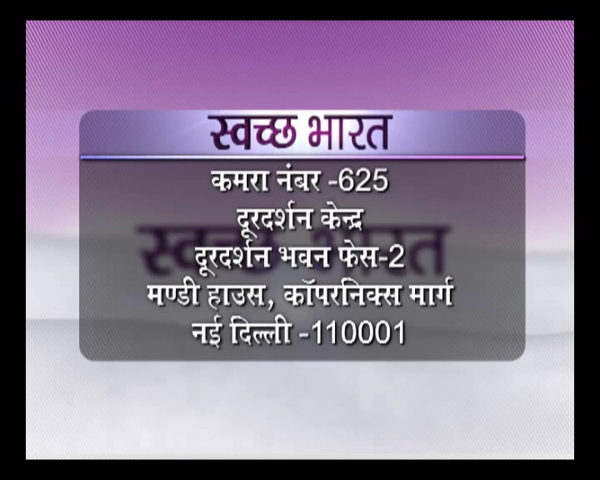 स्वच्छ भारत
कमरा नंबर -625
दूरदर्शन केन्द्र
दूरदर्शन भवन फेस-2
मण्डी हाउस, कॉपरनिक्स मार्ग
नई दिल्ली -110001